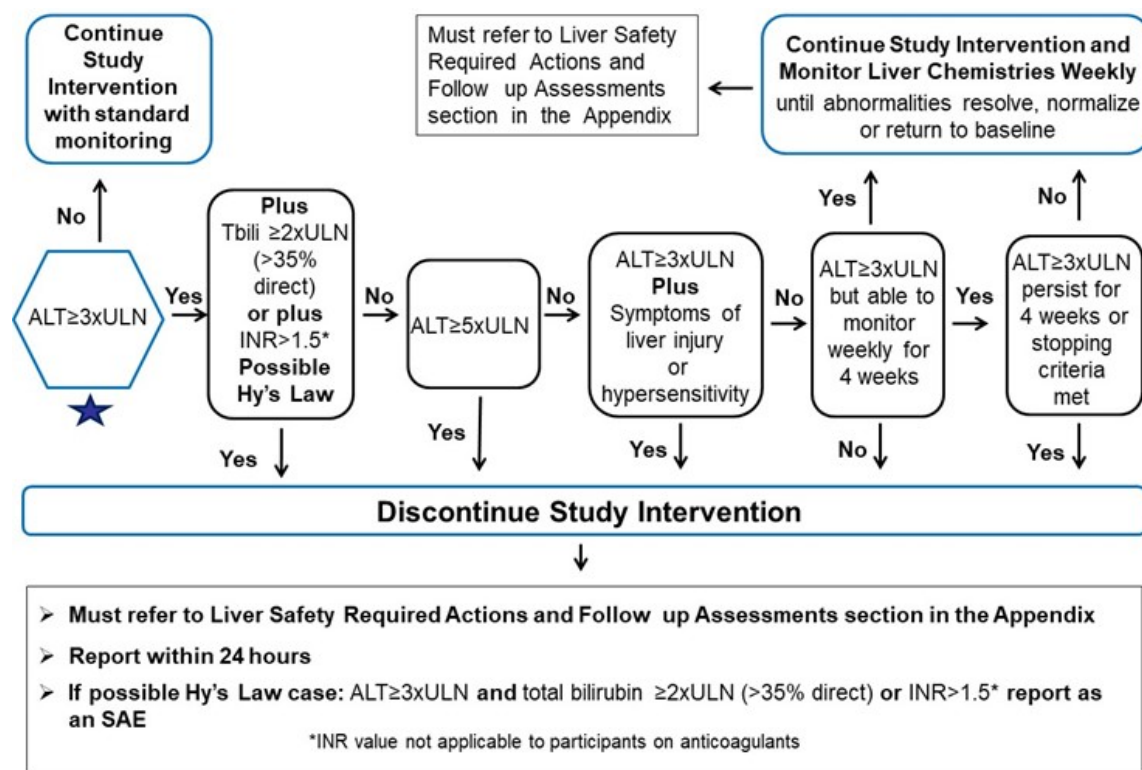 Continue
Study
Intervention
with standard
monitoring
Must refer to Liver Safety
Required Actions and
Follow up Assessments
section in the Appendix
Continue Study Intervention and
Monitor Liver Chemistries Weekly
until abnormalities resolve, normalize
or return to baseline
No
Yes
No
ALT≥3xULN
Yes
Plus
Tbili ≥2xULN
(>35%
direct)
or plus
INR>1.5*
Possible
Hy's Law
No
ALT≥5xULN
No
ALT≥3xULN
Plus
Symptoms of
liver injury
or
hypersensitivity
No
ALT≥3xULN
but able to
monitor
weekly for
4 weeks
Yes
ALT≥3xULN
persist for
4 weeks or
stopping
criteria
met
Yes
Yes
Yes
No
Yes
Discontinue Study Intervention
➤ Must refer to Liver Safety Required Actions and Follow up Assessments section in the Appendix
➤ Report within 24 hours
➤ If possible Hy's Law case: ALT≥3xULN and total bilirubin ≥2xULN (>35% direct) or INR>1.5* report as
an SAE
*INR value not applicable to participants on anticoagulants